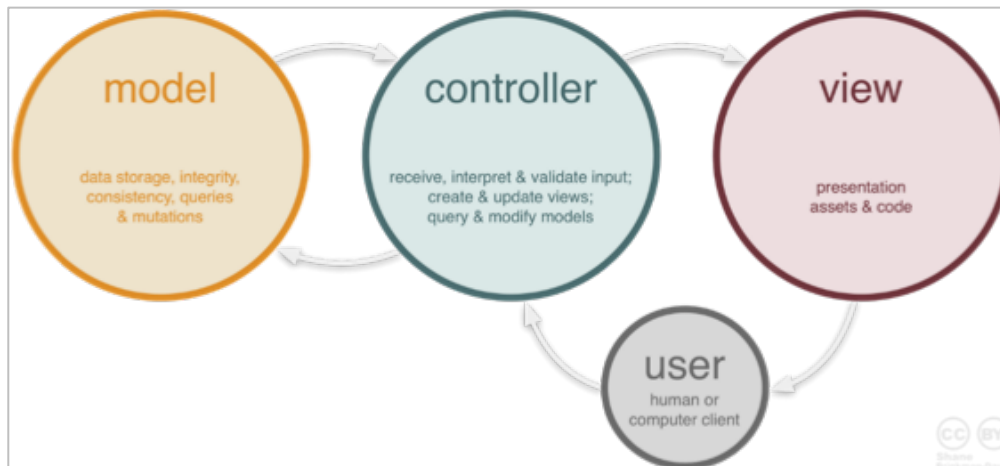 model
data storage, integrity,
consistency, queries
& mutations
controller
receive, interpret & validate input;
create & update views;
query & modify models
view
presentation
assets & code
user
human or
computer client
CC BY
Shane